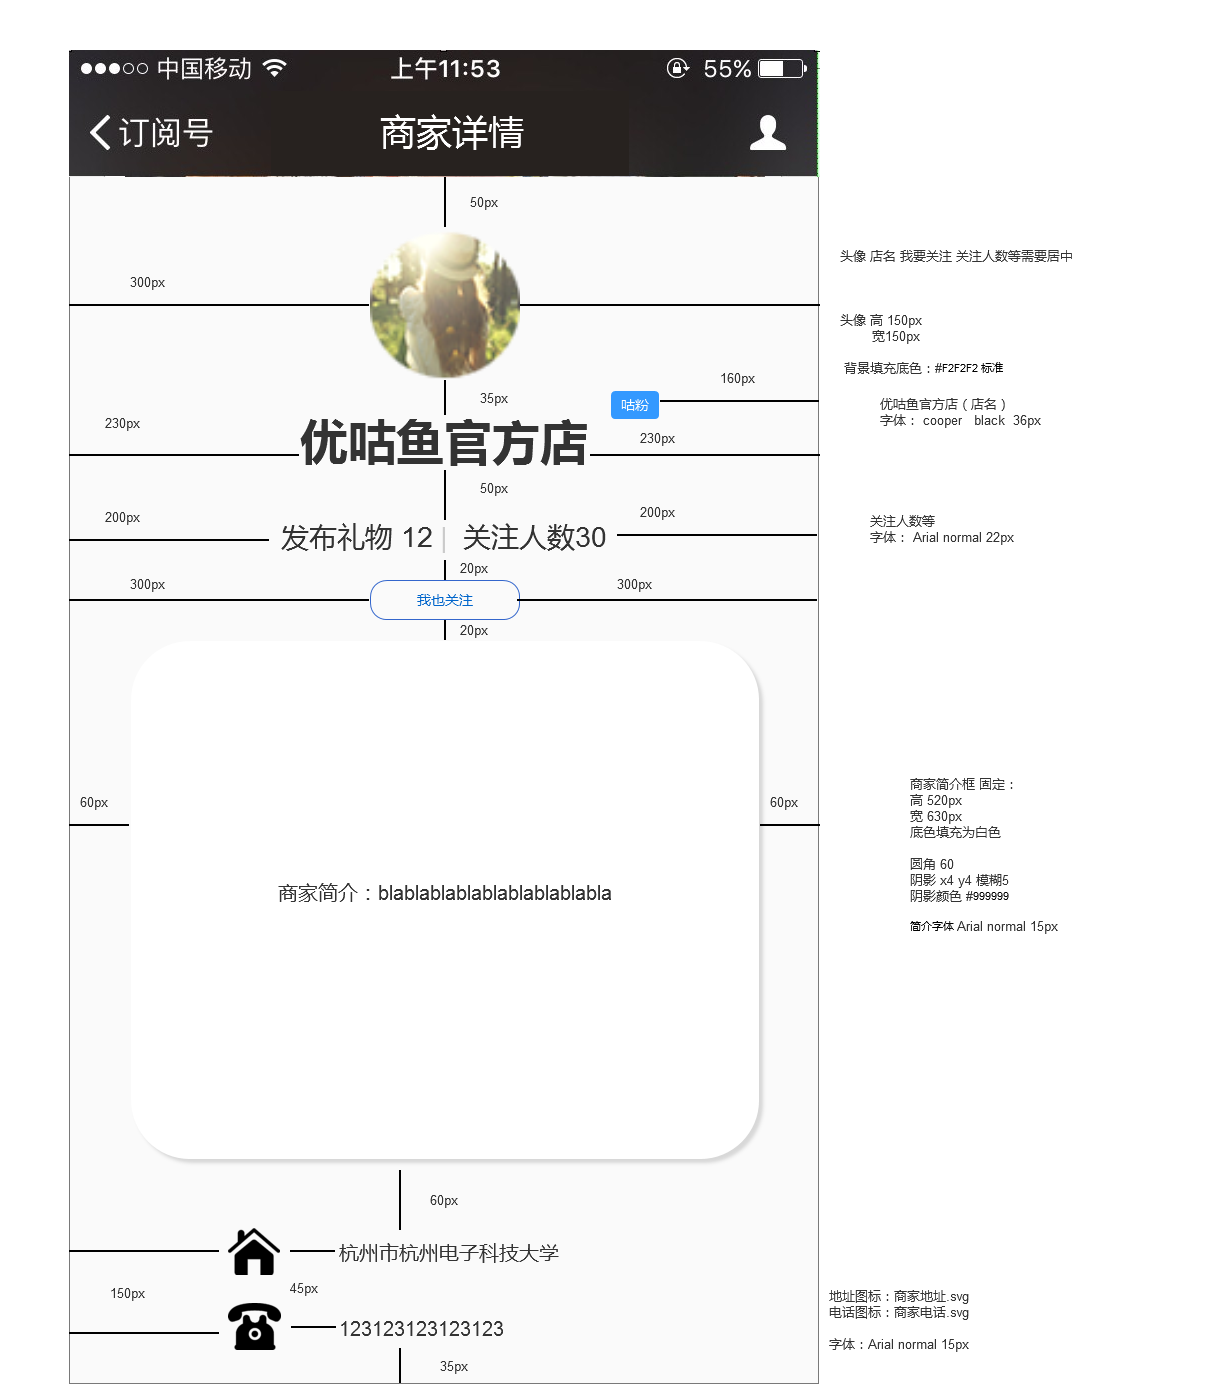 中国移动 上午11:53 55%
订阅号 商家详情
50px
头像 店名 我要关注 关注人数等需要居中
300px
头像 高 150px
宽150px
背景填充底色：#F2F2F2 标准
160px
35px 咕粉
优咕鱼官方店（店名）
字体： cooper black 36px
230px 优咕鱼官方店 230px
50px
200px 200px
关注人数等
字体： Arial normal 22px
发布礼物 12 | 关注人数30
20px
300px 300px
我也关注
20px
商家简介框 固定：
高 520px
宽 630px
底色填充为白色
60px 60px
圆角 60
阴影 x4 y4 模糊5
阴影颜色 #999999
商家简介：blablablablablablablablabla
简介字体 Arial normal 15px
60px
杭州市杭州电子科技大学
150px 45px
地址图标：商家地址.svg
电话图标：商家电话.svg
123123123123123
字体：Arial normal 15px
35px